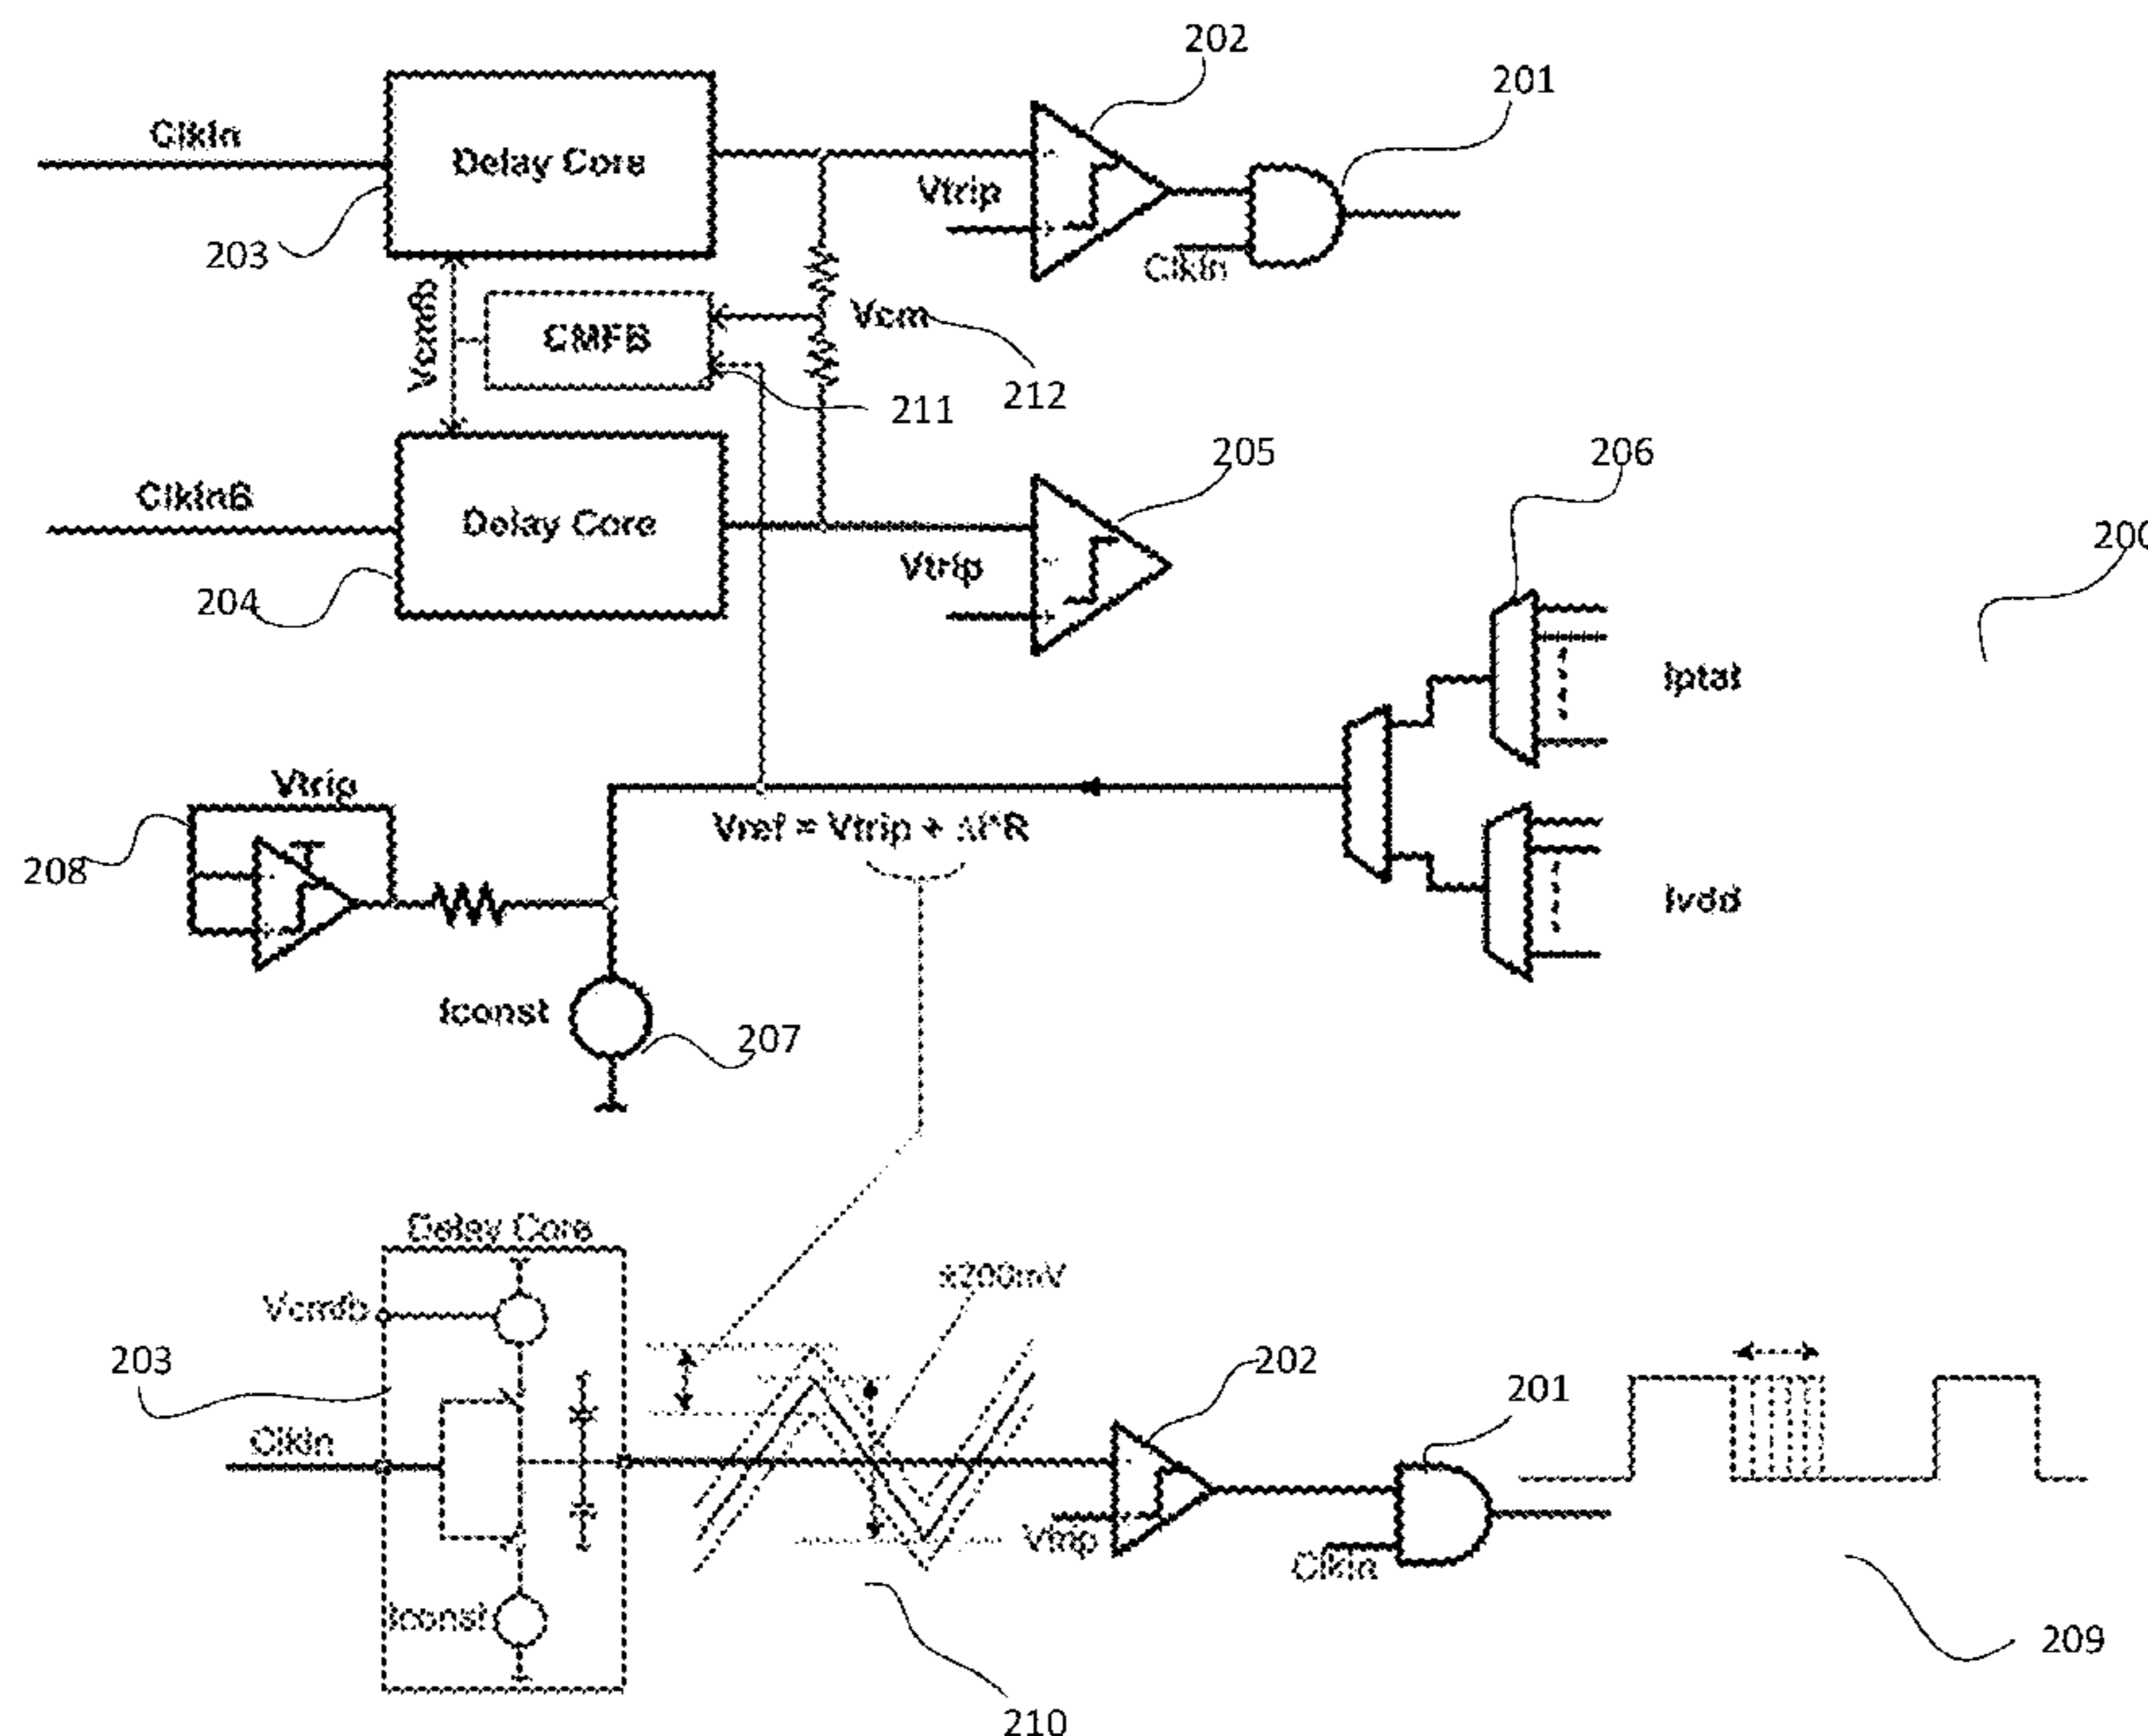 202
201
ClkIn
Delay Core
Vtrip
203
ClkIn
Vcmfb
CMFB
Vcm
212
211
205
206
ClkInB
Delay Core
200
Vtrip
204
Iptat
Vtrip
Vref = Vtrip + ΔI*R
208
Ivdd
Iconst
207
Delay Core
±200mV
Vcmfb
203
202
201
ClkIn
Vtrip
ClkIn
Iconst
209
210